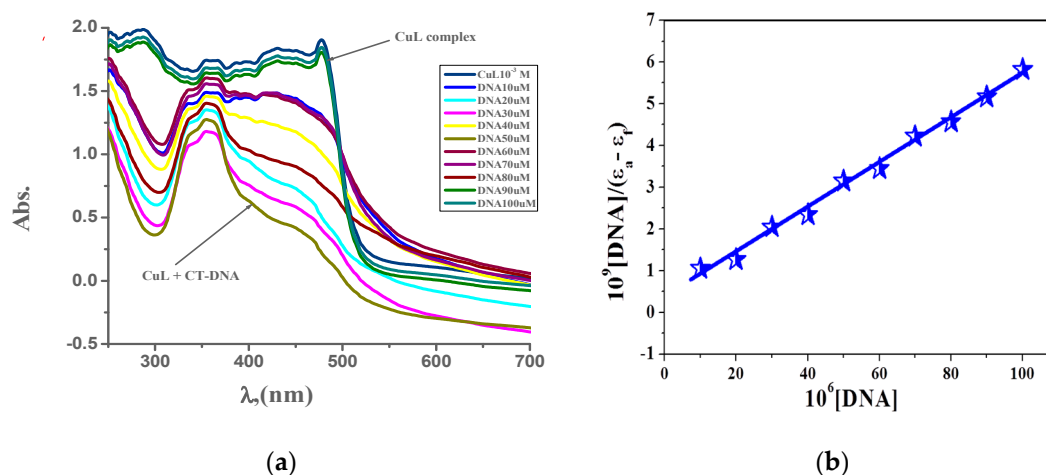 CuL complex
CuL10⁻³ M
DNA10uM
DNA20uM
DNA30uM
DNA40uM
DNA50uM
DNA60uM
DNA70uM
DNA80uM
DNA90uM
DNA100uM
CuL + CT-DNA
Abs.
2.0
1.5
1.0
0.5
0.0
-0.5
300
400
500
600
700
λ,(nm)
(a)
10⁹[DNA]/(εₐ- ε_f)
7
6
5
4
3
2
1
0
-1
0
20
40
60
80
100
10⁶[DNA]
(b)